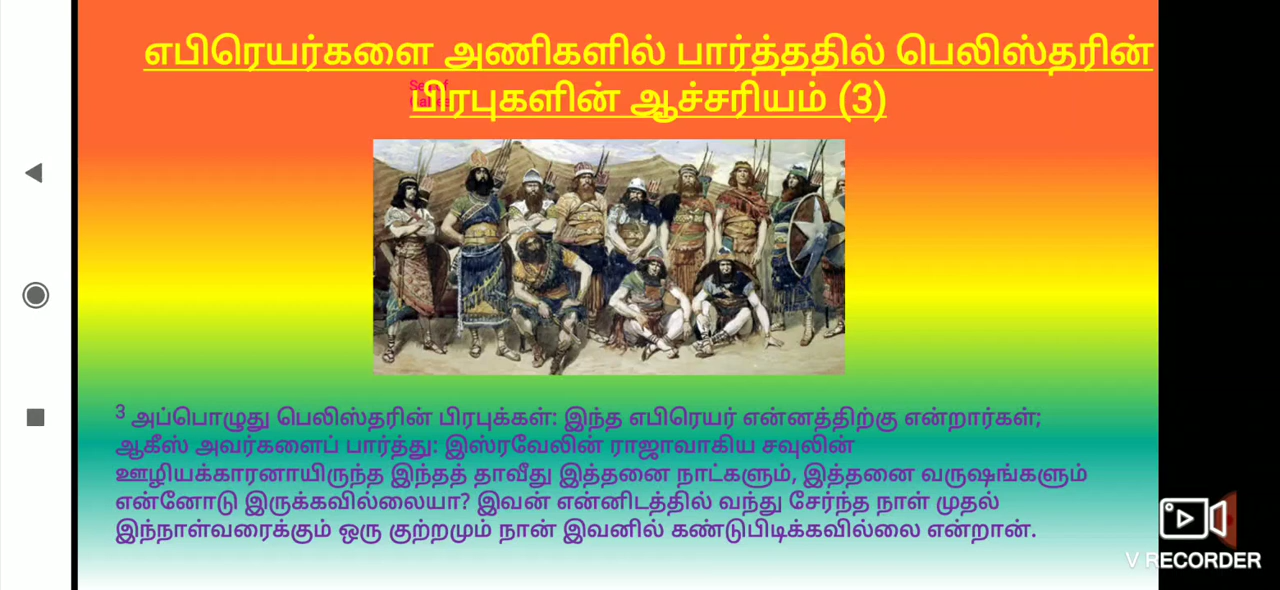 எபிரெயர்களை அணிகளில் பார்த்ததில் பெலிஸ்தரின்
பிரபுகளின் ஆச்சரியம் (3)
3 அப்பொழுது பெலிஸ்தரின் பிரபுக்கள்: இந்த எபிரெயர் என்னத்திற்கு என்றார்கள்;
ஆகீஸ் அவர்களைப் பார்த்து: இஸ்ரவேலின் ராஜாவாகிய சவுலின்
ஊழியக்காரனாயிருந்த இந்தத் தாவீது இத்தனை நாட்களும், இத்தனை வருஷங்களும்
என்னோடு இருக்கவில்லையா? இவன் என்னிடத்தில் வந்து சேர்ந்த நாள் முதல்
இந்நாள்வரைக்கும் ஒரு குற்றமும் நான் இவனில் கண்டுபிடிக்கவில்லை என்றான்.
V RECORDER